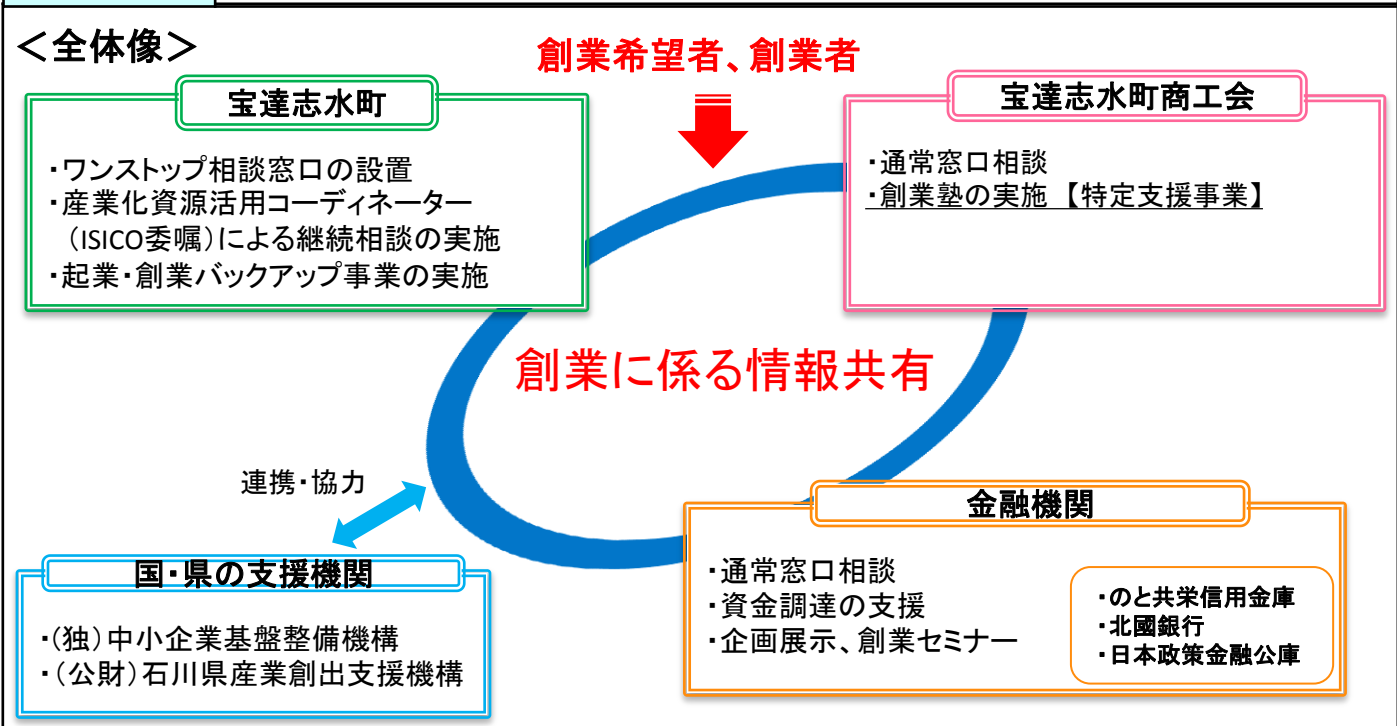 <全体像>
創業希望者、創業者
宝達志水町
・ワンストップ相談窓口の設置
・産業化資源活用コーディネーター
(ISICO委嘱)による継続相談の実施
・起業・創業バックアップ事業の実施
宝達志水町商工会
・通常窓口相談
・創業塾の実施 【特定支援事業】
創業に係る情報共有
連携・協力
国・県の支援機関
・(独)中小企業基盤整備機構
・(公財)石川県産業創出支援機構
金融機関
・通常窓口相談
・資金調達の支援
・企画展示、創業セミナー
・のと共栄信用金庫
・北國銀行
・日本政策金融公庫